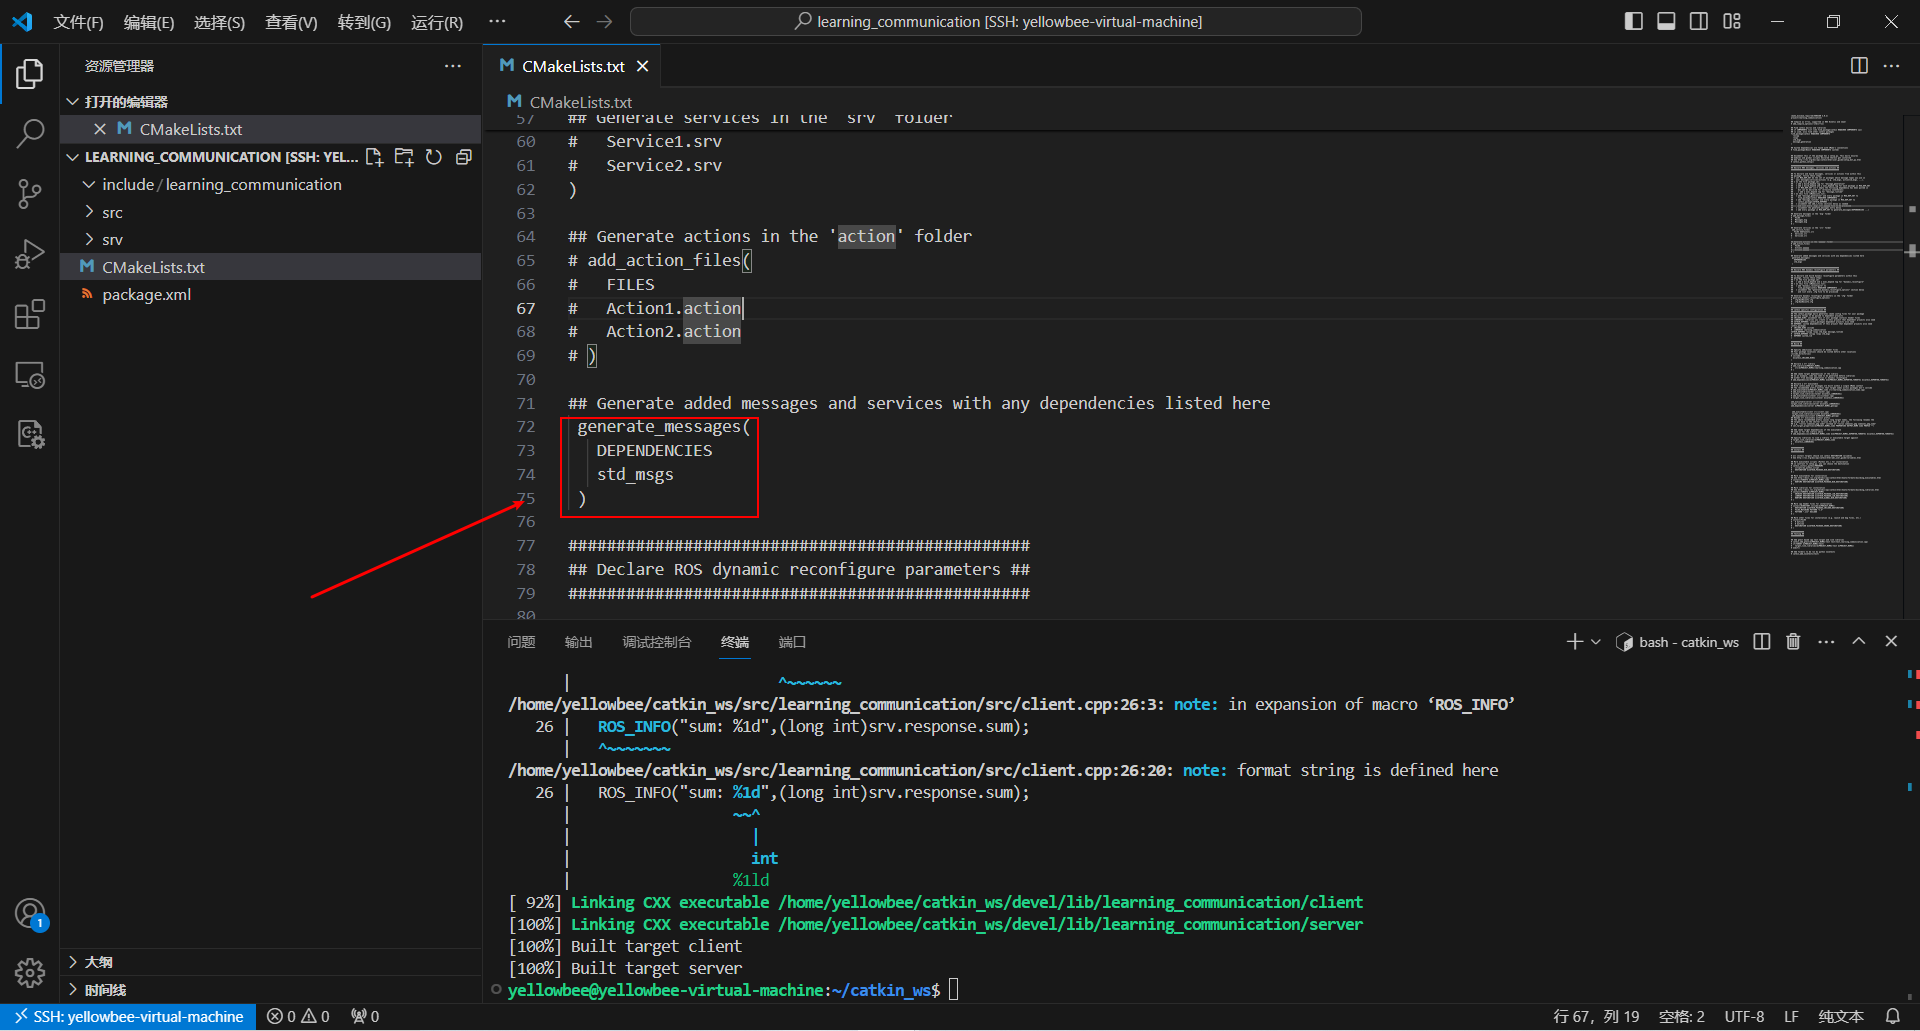 文件(F) 编辑(E) 选择(S) 查看(V) 转到(G) 运行(R) ···
learning_communication [SSH: yellowbee-virtual-machine]
资源管理器
打开的编辑器
CMakeLists.txt
LEARNING_COMMUNICATION [SSH: YEL...
include / learning_communication
src
srv
CMakeLists.txt
package.xml
大纲
时间线
CMakeLists.txt
CMakeLists.txt
57 ## Generate services in the 'srv' folder
60 #   Service1.srv
61 #   Service2.srv
62 )
63
64 ## Generate actions in the 'action' folder
65 # add_action_files(
66 #   FILES
67 #   Action1.action
68 #   Action2.action
69 # )
70
71 ## Generate added messages and services with any dependencies listed here
72 generate_messages(
73 DEPENDENCIES
74 std_msgs
75 )
76
77 ################################################
78 ## Declare ROS dynamic reconfigure parameters ##
79 ################################################
80
问题 输出 调试控制台 终端 端口
bash - catkin_ws
| ^~~~~~~
/home/yellowbee/catkin_ws/src/learning_communication/src/client.cpp:26:3: note: in expansion of macro ‘ROS_INFO’
26 | ROS_INFO("sum: %1d",(long int)srv.response.sum);
| ^~~~~~~~
/home/yellowbee/catkin_ws/src/learning_communication/src/client.cpp:26:20: note: format string is defined here
26 | ROS_INFO("sum: %1d",(long int)srv.response.sum);
| ~~^
| |
| int
| %1ld
[ 92%] Linking CXX executable /home/yellowbee/catkin_ws/devel/lib/learning_communication/client
[100%] Linking CXX executable /home/yellowbee/catkin_ws/devel/lib/learning_communication/server
[100%] Built target client
[100%] Built target server
yellowbee@yellowbee-virtual-machine:~/catkin_ws$
1
SSH: yellowbee-virtual-machine 0 0 0
行 67，列 19 空格: 2 UTF-8 LF 纯文本